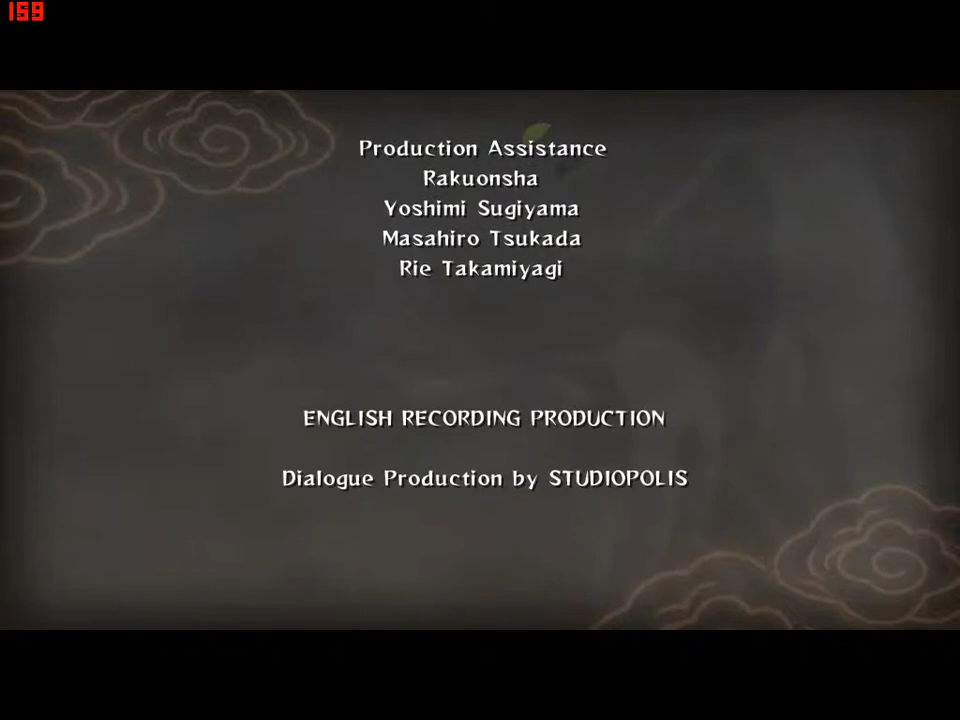 159
Production Assistance
Rakuonsha
Yoshimi Sugiyama
Masahiro Tsukada
Rie Takamiyagi
ENGLISH RECORDING PRODUCTION
Dialogue Production by STUDIOPOLIS